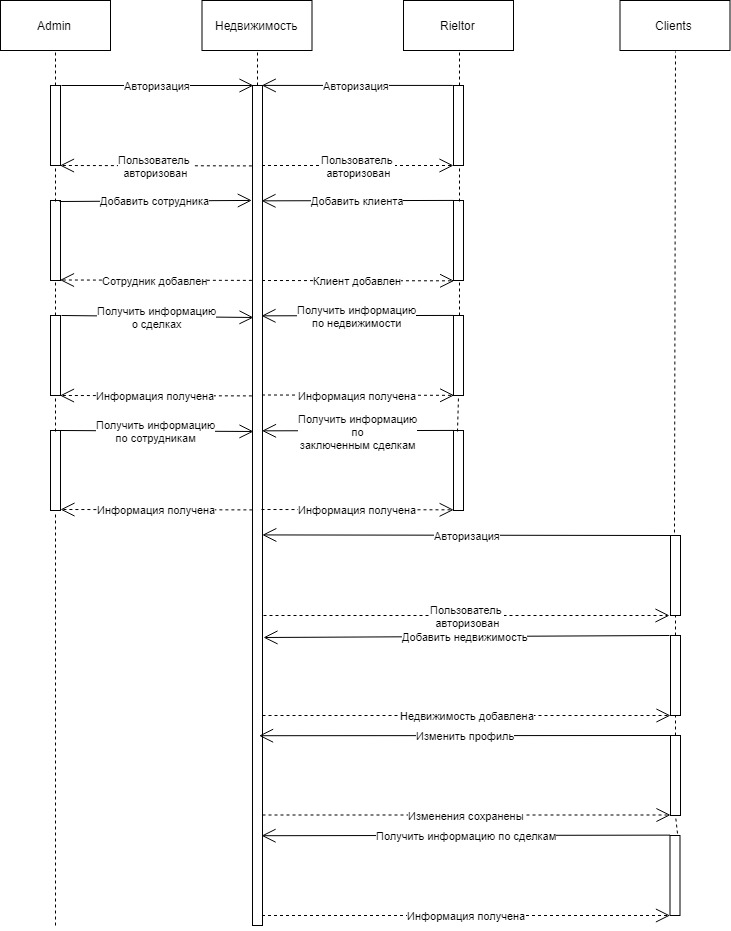 Admin
Недвижимость
Rieltor
Clients
Авторизация
Авторизация
Пользователь
авторизован
Пользователь
авторизован
Добавить сотрудника
Добавить клиента
Сотрудник добавлен
Клиент добавлен
Получить информацию
о сделках
Получить информацию
по недвижимости
Информация получена
Информация получена
Получить информацию
по сотрудникам
Получить информацию
по
заключенным сделкам
Информация получена
Информация получена
Авторизация
Пользователь
авторизован
Добавить недвижимость
Недвижимость добавлена
Изменить профиль
Изменения сохранены
Получить информацию по сделкам
Информация получена